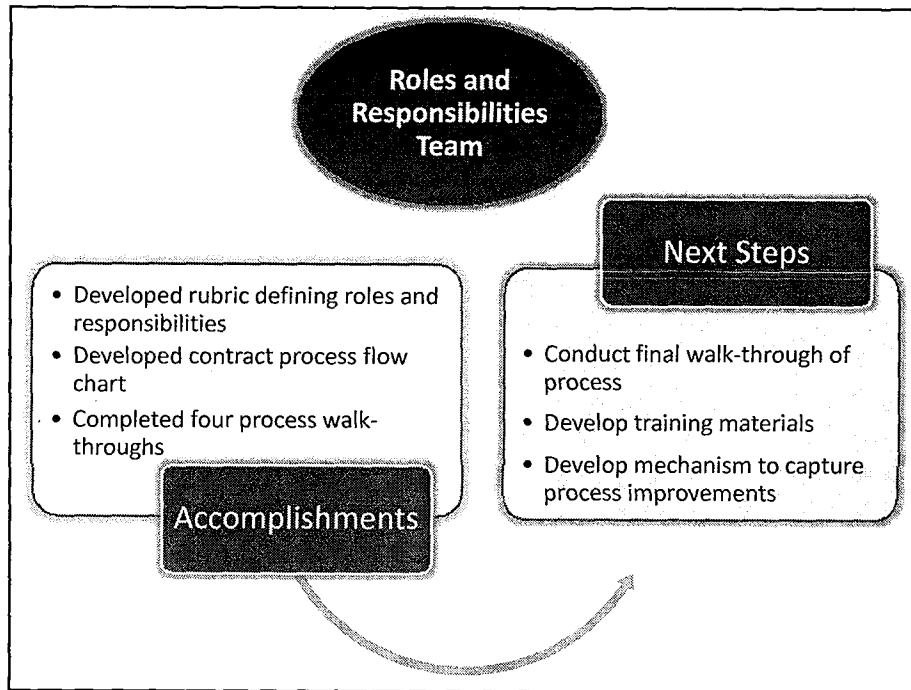 Roles and
Responsibilities
Team
• Developed rubric defining roles and
responsibilities
• Developed contract process flow
chart
• Completed four process walk-
throughs
Accomplishments
Next Steps
• Conduct final walk-through of
process
• Develop training materials
• Develop mechanism to capture
process improvements